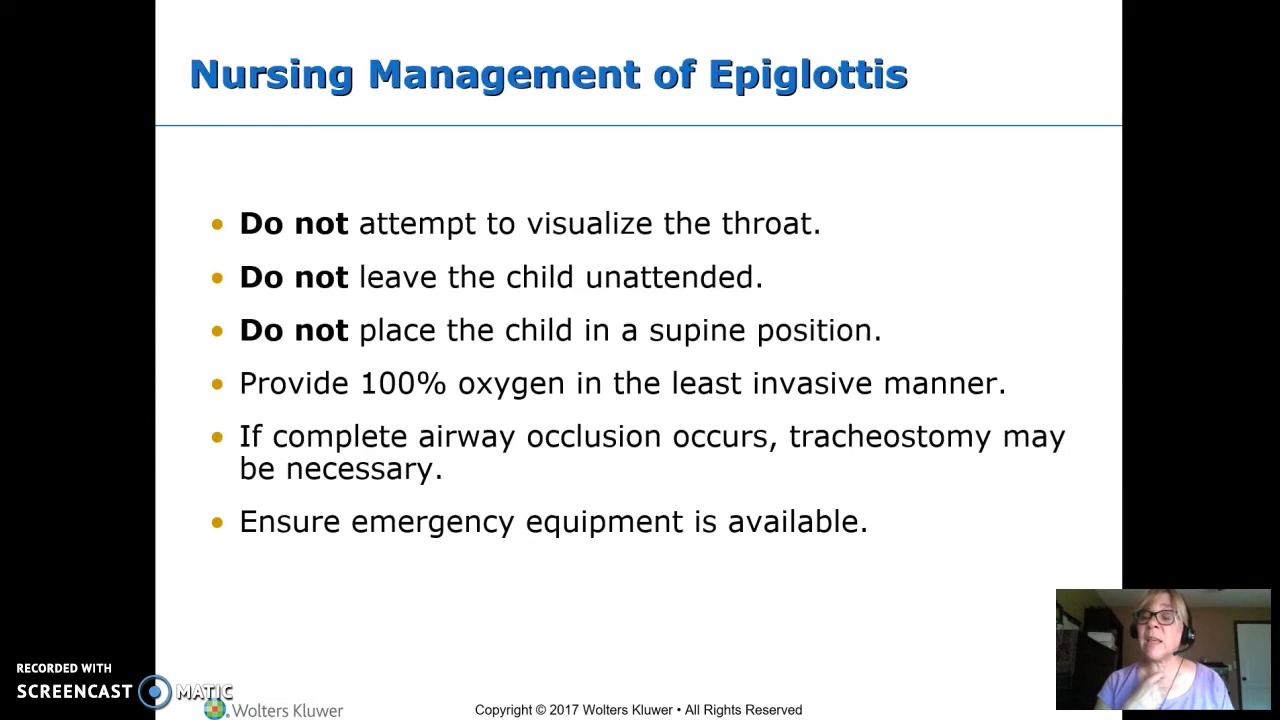 Nursing Management of Epiglottis
• Do not attempt to visualize the throat.
• Do not leave the child unattended.
• Do not place the child in a supine position.
• Provide 100% oxygen in the least invasive manner.
• If complete airway occlusion occurs, tracheostomy may
be necessary.
• Ensure emergency equipment is available.
RECORDED WITH
SCREENCAST MATIC
Wolters Kluwer
Copyright © 2017 Wolters Kluwer • All Rights Reserved